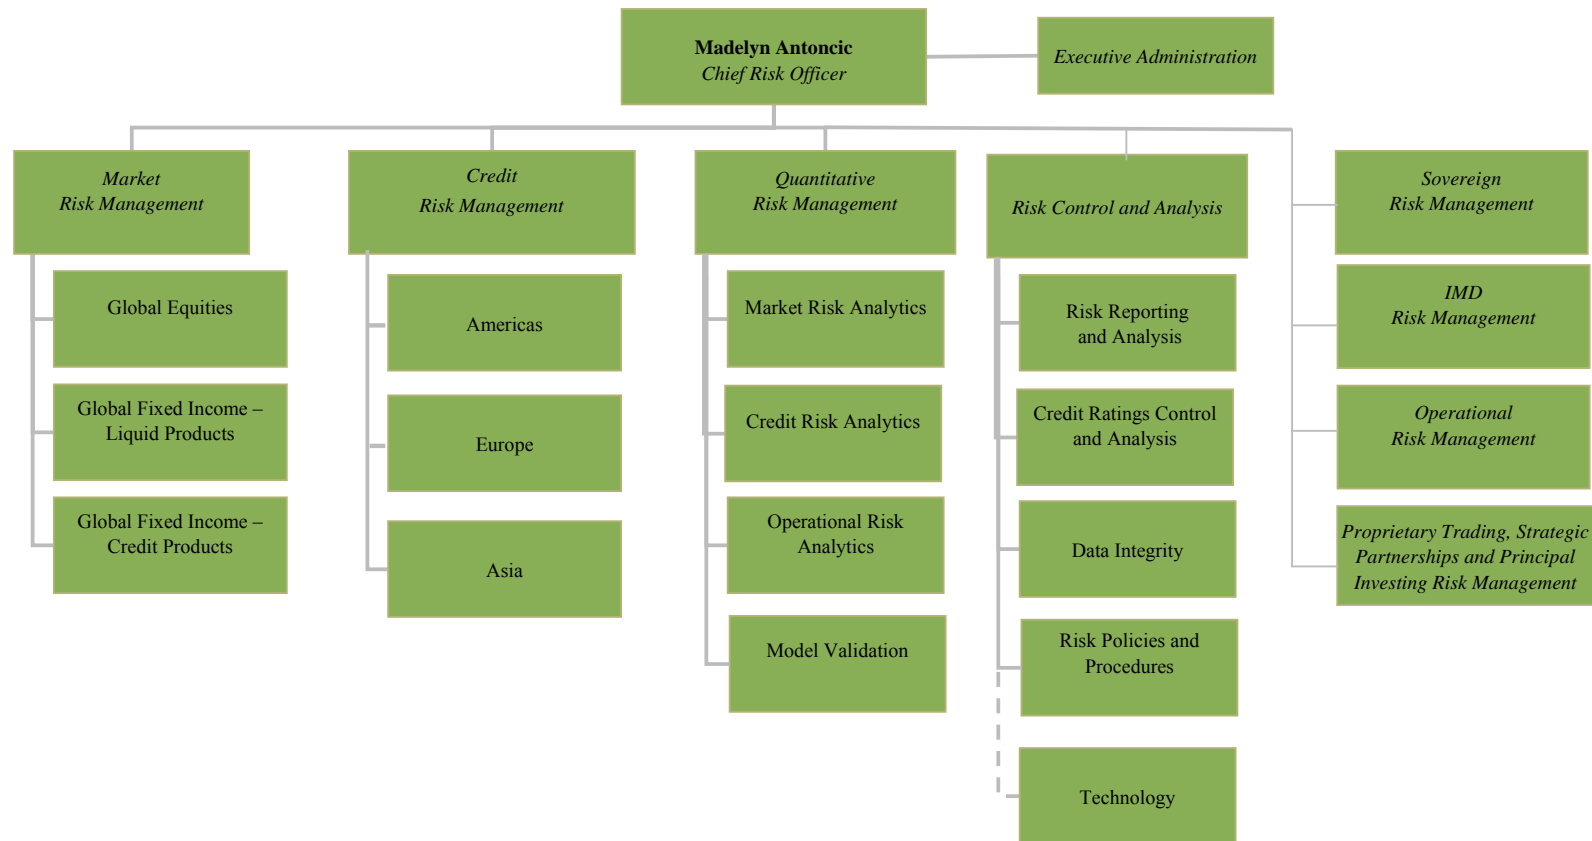 Madelyn Antoncic
Chief Risk Officer
Executive Administration
Market
Risk Management
Credit
Risk Management
Quantitative
Risk Management
Risk Control and Analysis
Sovereign
Risk Management
Global Equities
Global Fixed Income –
Liquid Products
Global Fixed Income –
Credit Products
Americas
Europe
Asia
Market Risk Analytics
Credit Risk Analytics
Operational Risk
Analytics
Model Validation
Risk Reporting
and Analysis
Credit Ratings Control
and Analysis
Data Integrity
Risk Policies and
Procedures
Technology
IMD
Risk Management
Operational
Risk Management
Proprietary Trading, Strategic
Partnerships and Principal
Investing Risk Management